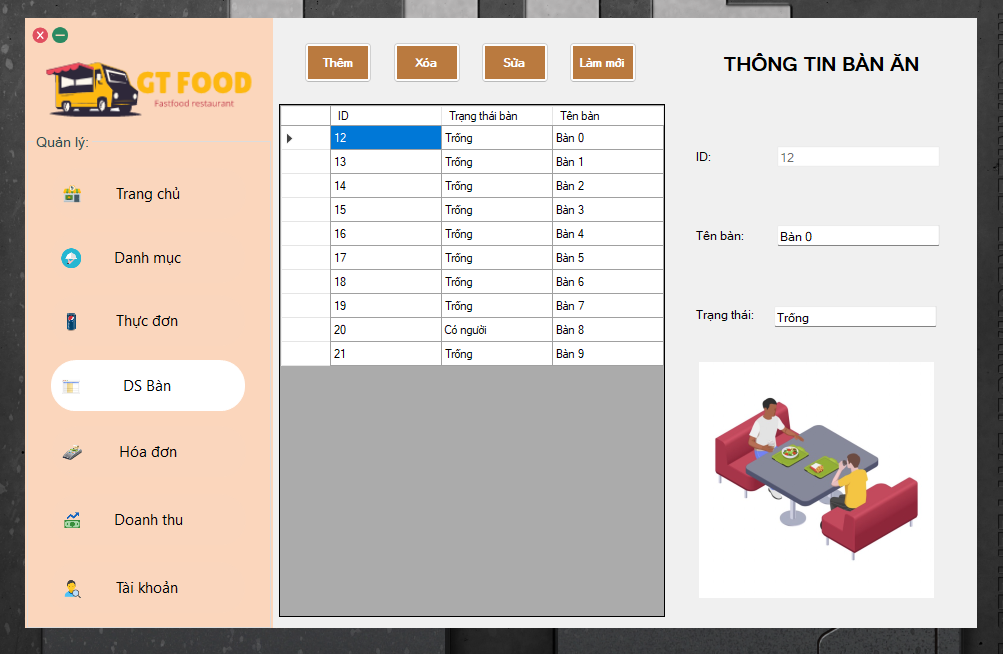 GT FOOD
Fastfood restaurant
Quản lý:
Trang chủ
Danh mục
Thực đơn
DS Bàn
Hóa đơn
Doanh thu
Tài khoản
Thêm Xóa Sửa Làm mới
ID Trạng thái bàn Tên bàn
12 Trống Bàn 0
13 Trống Bàn 1
14 Trống Bàn 2
15 Trống Bàn 3
16 Trống Bàn 4
17 Trống Bàn 5
18 Trống Bàn 6
19 Trống Bàn 7
20 Có người Bàn 8
21 Trống Bàn 9
THÔNG TIN BÀN ĂN
ID: 12
Tên bàn: Bàn 0
Trạng thái: Trống